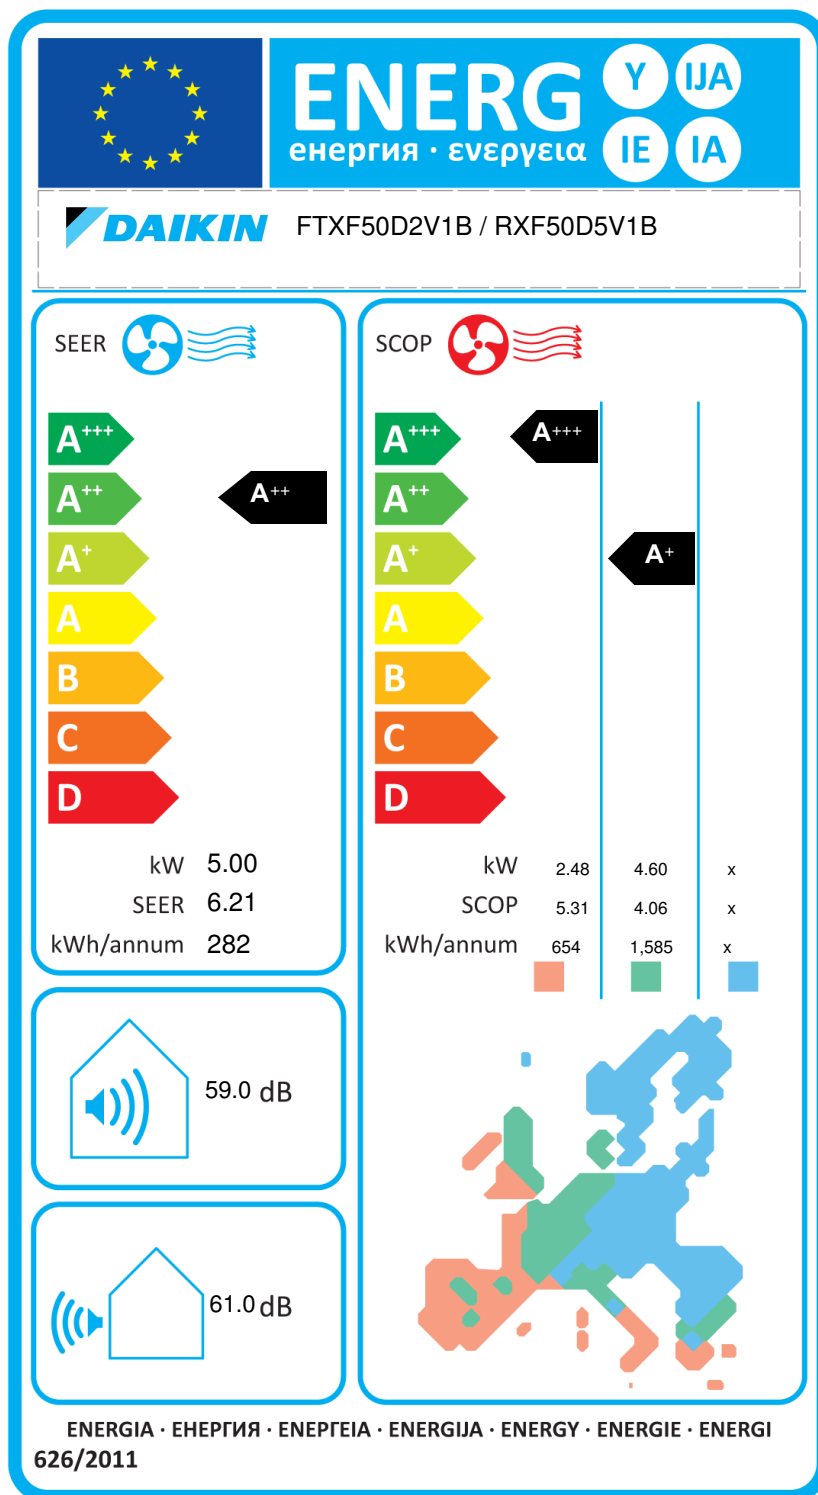 ENERG
енергия · ενεργεια
Y IJA
IE IA
DAIKIN FTXF50D2V1B / RXF50D5V1B
SEER
A+++
A++
A+
A
B
C
D
A++
kW 5.00
SEER 6.21
kWh/annum 282
SCOP
A+++
A++
A+
A
B
C
D
A+++
A+
kW 2.48 4.60 x
SCOP 5.31 4.06 x
kWh/annum 654 1,585 x
59.0 dB
61.0 dB
ENERGIA · ЕНЕРГИЯ · ΕΝΕΡΓΕΙΑ · ENERGIJA · ENERGY · ENERGIE · ENERGI
626/2011